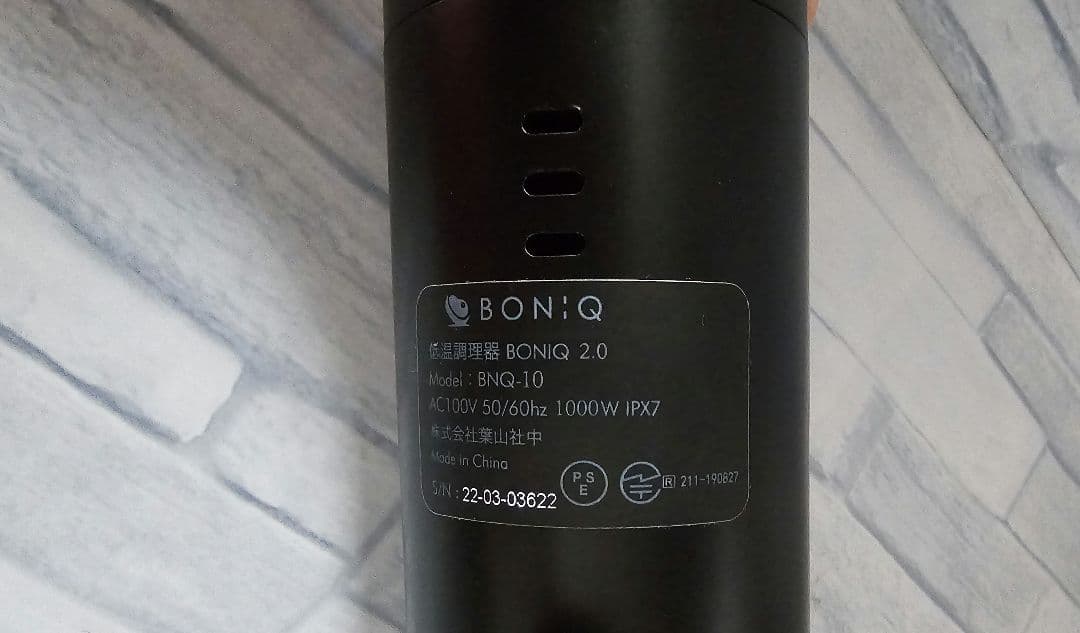 BONIQ
低温調理器 BONIQ 2.0
Model : BNQ-10
AC100V 50/60hz 1000W IPX7
株式会社葉山社中
Made in China
S/N : 22-03-03622
PS
E
R 211-190827